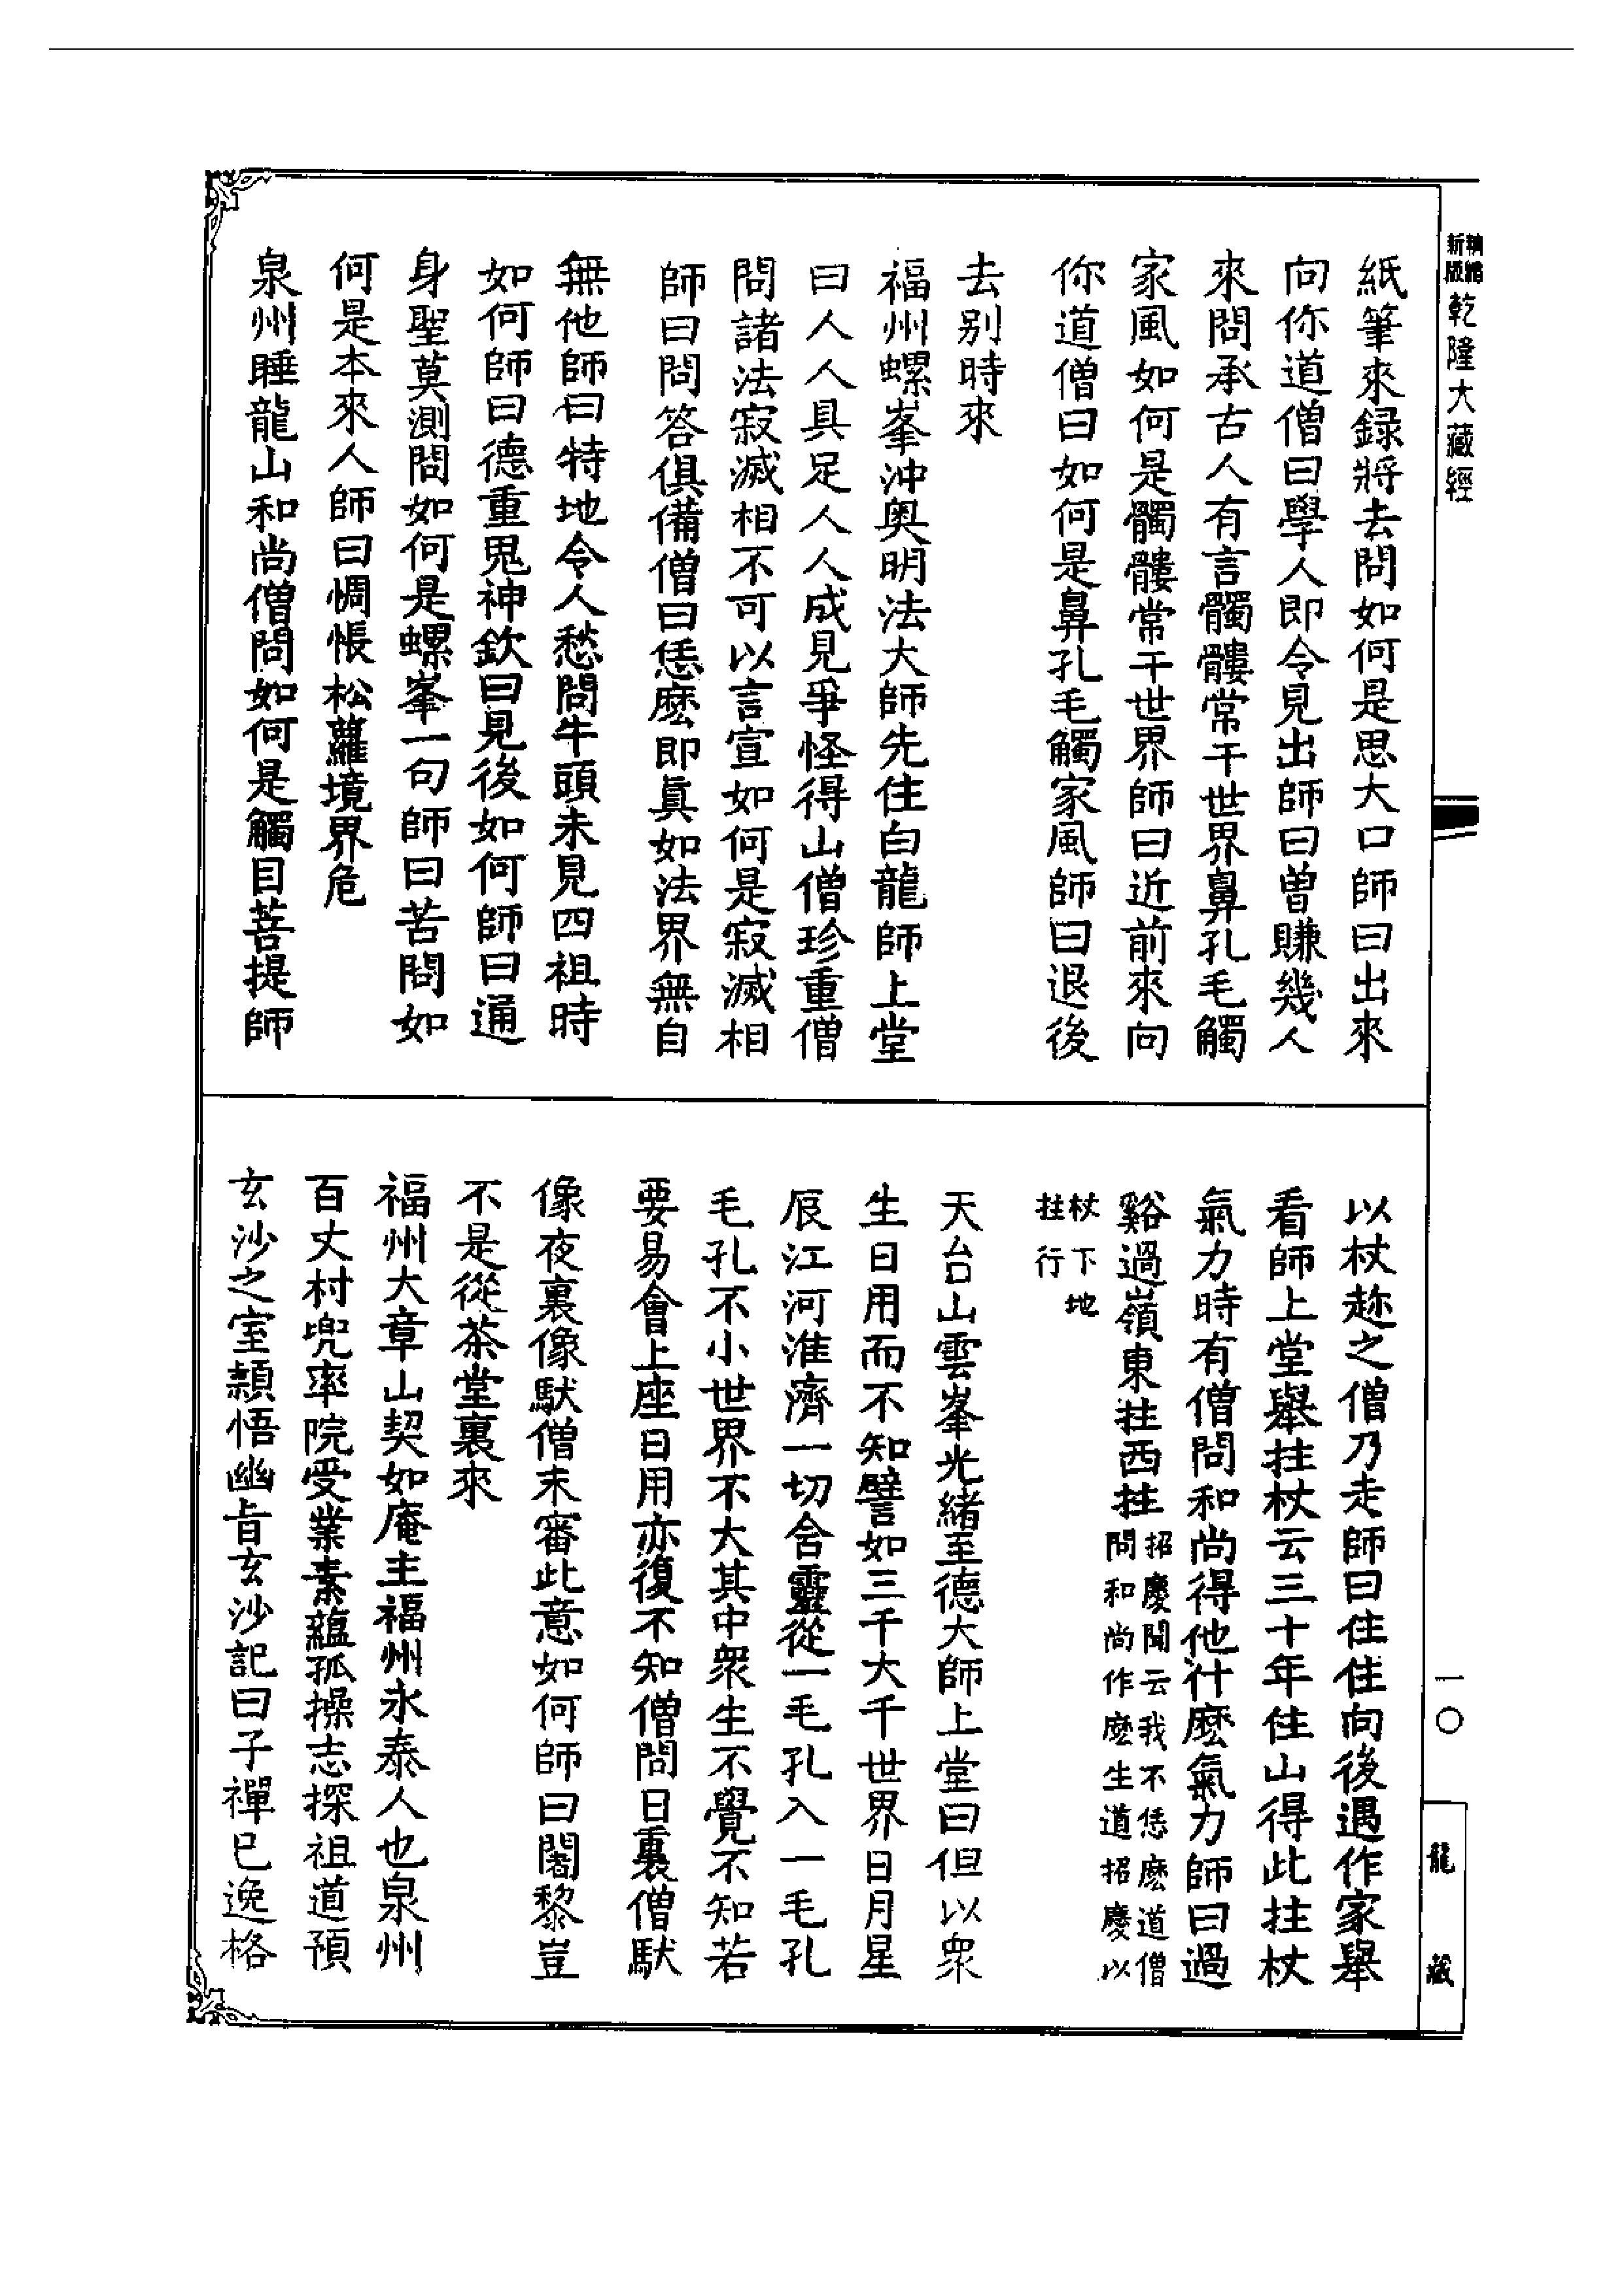 新版 精縮 乾隆大藏經
紙筆來録將去問如何是思大口師曰出來
向你道僧曰學人即令見出師曰曾賺幾人
來問承古人有言髑髏常干世界鼻孔毛觸
家風如何是髑髏常干世界師曰近前來向
你道僧曰如何是鼻孔毛觸家風師曰退後
去别時來
福州螺峯沖奥明法大師先住白龍師上堂
曰人人具足人人成見爭怪得山僧珍重僧
問諸法寂滅相不可以言宣如何是寂滅相
師曰問答俱備僧曰恁麽即眞如法界無自
無他師曰特地令人愁問牛頭未見四祖時
如何師曰德重鬼神欽曰見後如何師曰通
身聖莫測問如何是螺峯一句師曰苦問如
何是本來人師曰惆悵松蘿境界危
泉州睡龍山和尚僧問如何是觸目菩提師
以杖趂之僧乃走師曰住住向後遇作家舉
看師上堂舉拄杖云三十年住山得此拄杖
氣力時有僧問和尚得他什麽氣力師曰過
谿過嶺東拄西拄 招慶聞云我不恁麽道僧問和尚作麽生道招慶以
杖下地拄行
天台山雲峯光緒至德大師上堂曰但以衆
生日用而不知譬如三千大千世界日月星
辰江河淮濟一切含靈從一毛孔入一毛孔
毛孔不小世界不大其中衆生不覺不知若
要易會上座日用亦復不知僧問日裏僧馱
像夜裏像馱僧未審此意如何師曰闍黎豈
不是從茶堂裏來
福州大章山契如庵主福州永泰人也泉州
百丈村兜率院受業素蘊孤操志探祖道預
玄沙之室頴悟幽旨玄沙記曰子禪已逸格
一〇
龍藏